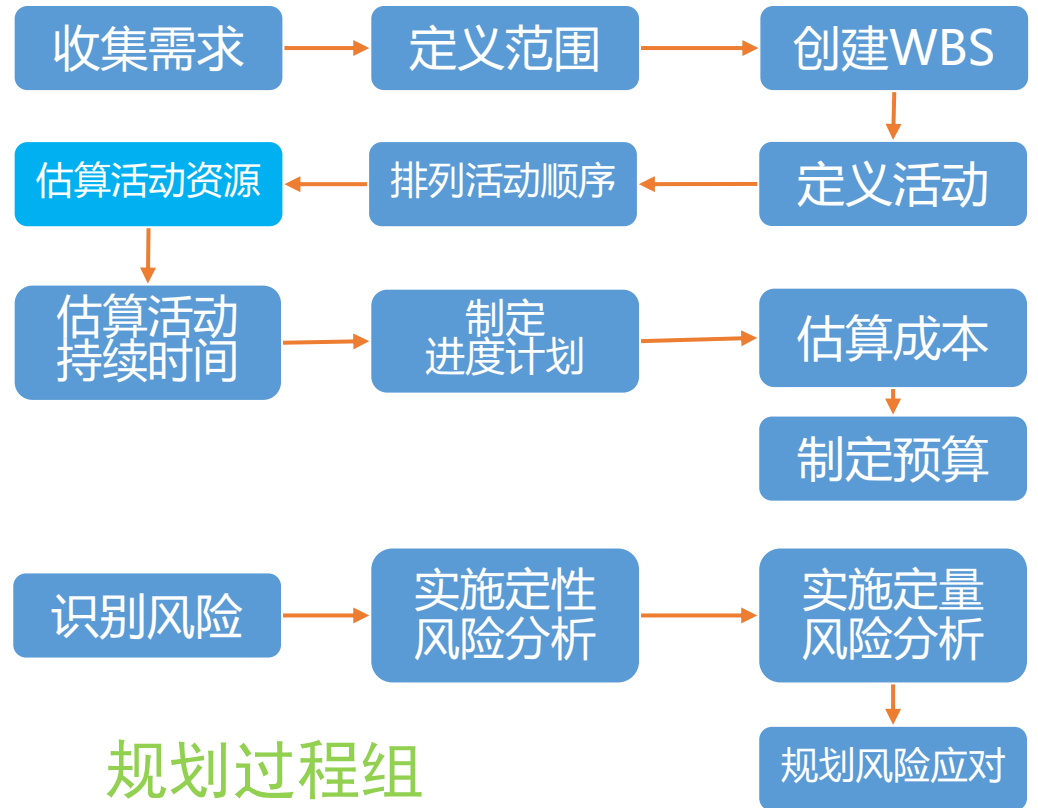 收集需求
定义范围
创建WBS
估算活动资源
排列活动顺序
定义活动
估算活动
持续时间
制定
进度计划
估算成本
制定预算
识别风险
实施定性
风险分析
实施定量
风险分析
规划风险应对
规划过程组